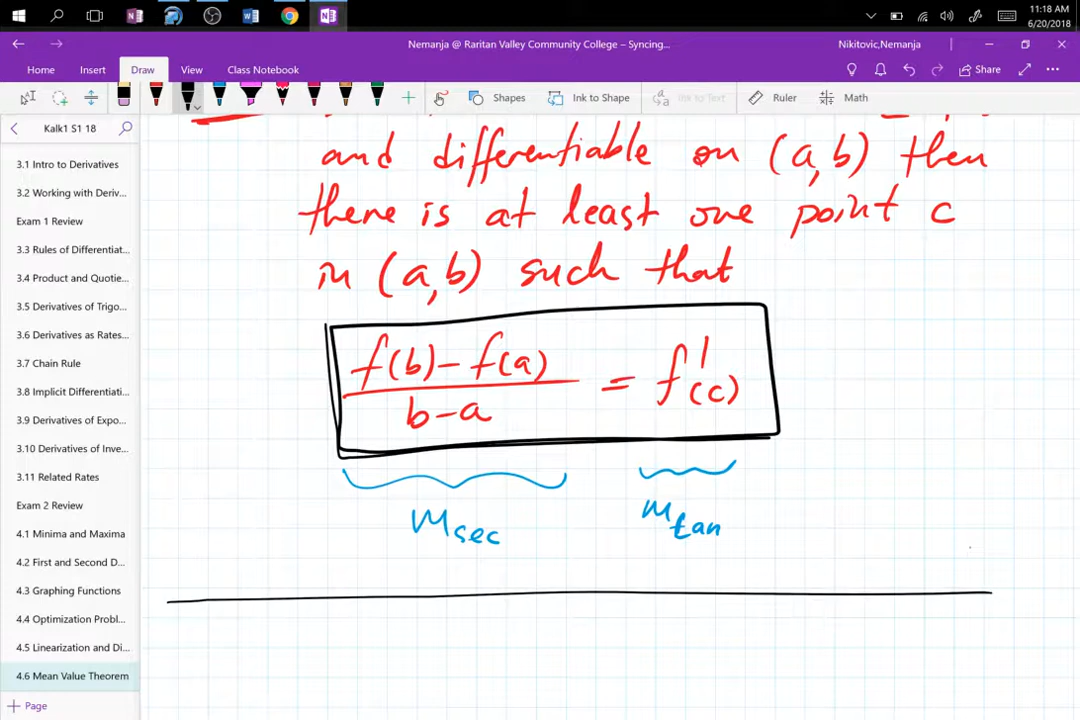 11:18 AM
6/20/2018
Nemanja @ Raritan Valley Community College – Syncing...
Nikitovic,Nemanja
Home Insert Draw View Class Notebook
Share
Shapes Ink to Shape Ink to Text Ruler Math
Kalk1 S1 18
3.1 Intro to Derivatives
3.2 Working with Deriv...
Exam 1 Review
3.3 Rules of Differentiat...
3.4 Product and Quotie...
3.5 Derivatives of Trigo...
3.6 Derivatives as Rates...
3.7 Chain Rule
3.8 Implicit Differentiati...
3.9 Derivatives of Expo...
3.10 Derivatives of Inve...
3.11 Related Rates
Exam 2 Review
4.1 Minima and Maxima
4.2 First and Second D...
4.3 Graphing Functions
4.4 Optimization Probl...
4.5 Linearization and Di...
4.6 Mean Value Theorem
+ Page
and differentiable on (a,b) then
there is at least one point c
in (a,b) such that
f(b)-f(a)
b-a
= f'(c)
msec mtan